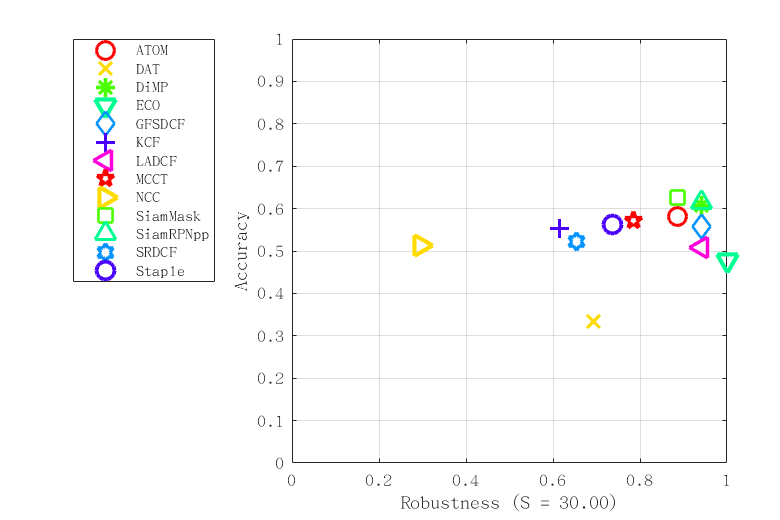 ATOM
DAT
DiMP
ECO
GFSDCF
KCF
LADCF
MCCT
NCC
SiamMask
SiamRPNpp
SRDCF
Staple
1
0.9
0.8
0.7
0.6
0.5
0.4
0.3
0.2
0.1
0
Accuracy
0 0.2 0.4 0.6 0.8 1
Robustness (S = 30.00)